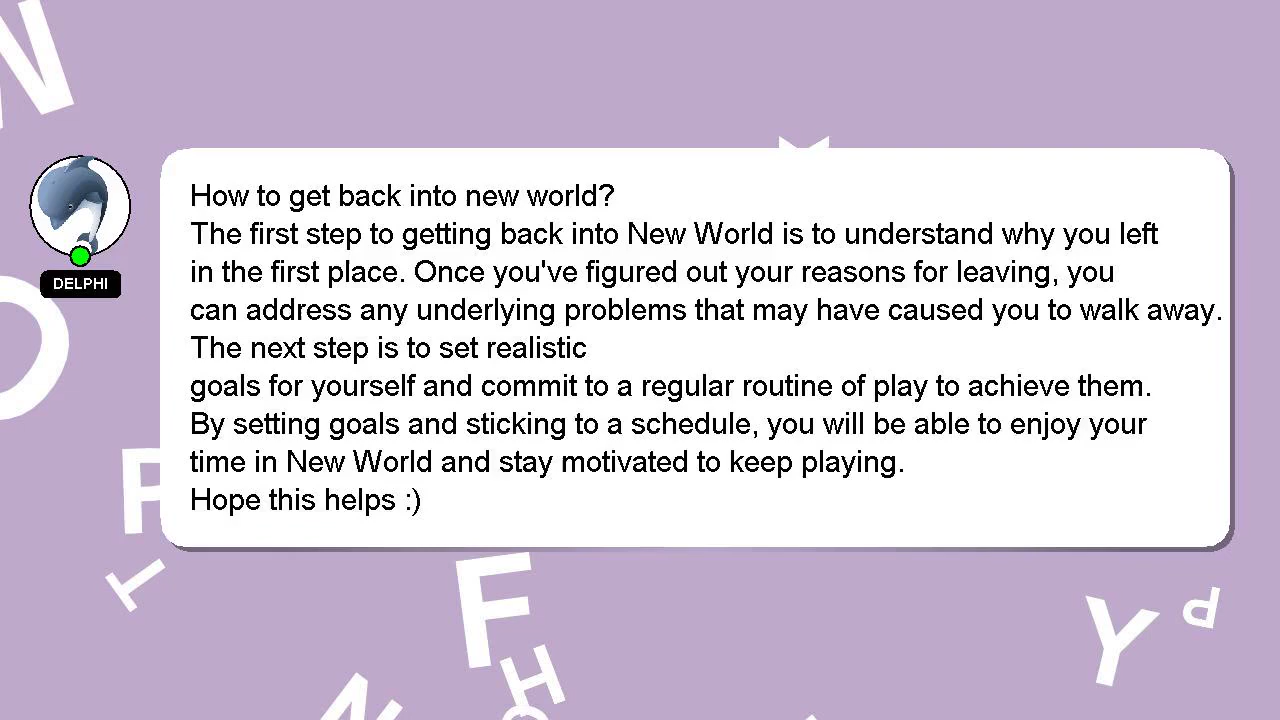 DELPHI
How to get back into new world?
The first step to getting back into New World is to understand why you left
in the first place. Once you've figured out your reasons for leaving, you
can address any underlying problems that may have caused you to walk away.
The next step is to set realistic
goals for yourself and commit to a regular routine of play to achieve them.
By setting goals and sticking to a schedule, you will be able to enjoy your
time in New World and stay motivated to keep playing.
Hope this helps :)
N
O
P
T
F
H
N
O
Y
P